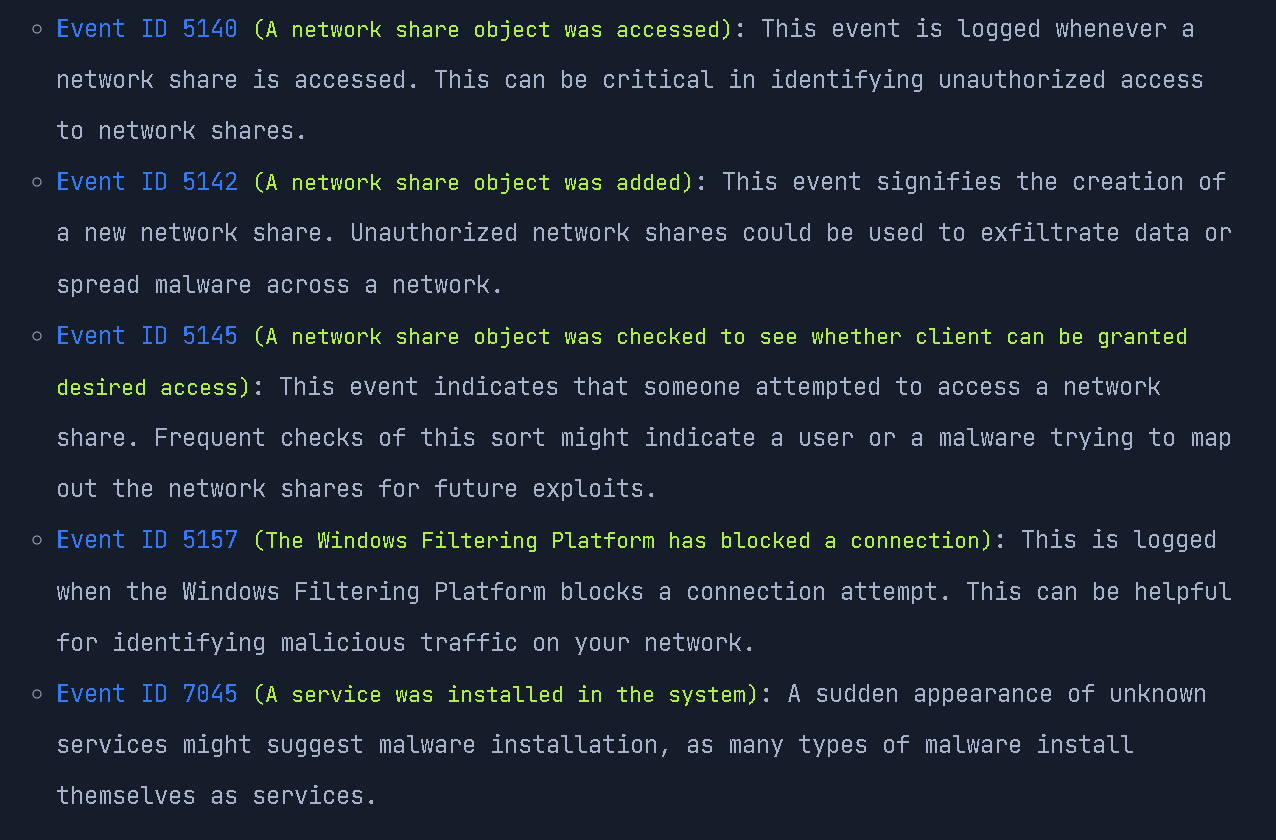 Event ID 5140 (A network share object was accessed): This event is logged whenever a
network share is accessed. This can be critical in identifying unauthorized access
to network shares.
Event ID 5142 (A network share object was added): This event signifies the creation of
a new network share. Unauthorized network shares could be used to exfiltrate data or
spread malware across a network.
Event ID 5145 (A network share object was checked to see whether client can be granted
desired access): This event indicates that someone attempted to access a network
share. Frequent checks of this sort might indicate a user or a malware trying to map
out the network shares for future exploits.
Event ID 5157 (The Windows Filtering Platform has blocked a connection): This is logged
when the Windows Filtering Platform blocks a connection attempt. This can be helpful
for identifying malicious traffic on your network.
Event ID 7045 (A service was installed in the system): A sudden appearance of unknown
services might suggest malware installation, as many types of malware install
themselves as services.